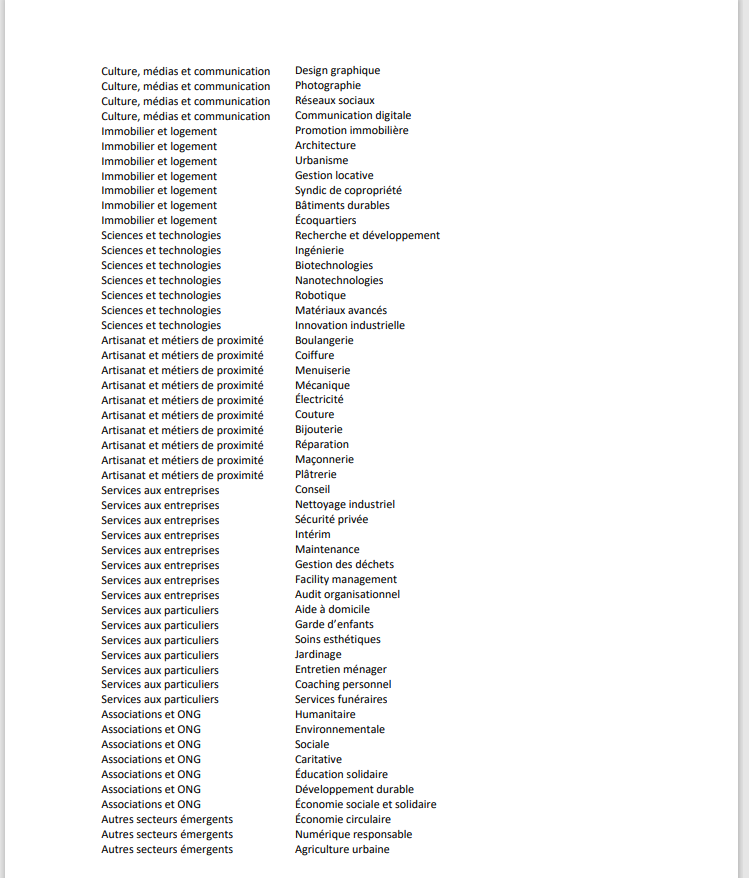 Culture, médias et communication Design graphique
Culture, médias et communication Photographie
Culture, médias et communication Réseaux sociaux
Culture, médias et communication Communication digitale
Immobilier et logement Promotion immobilière
Immobilier et logement Architecture
Immobilier et logement Urbanisme
Immobilier et logement Gestion locative
Immobilier et logement Syndic de copropriété
Immobilier et logement Bâtiments durables
Immobilier et logement Écoquartiers
Sciences et technologies Recherche et développement
Sciences et technologies Ingénierie
Sciences et technologies Biotechnologies
Sciences et technologies Nanotechnologies
Sciences et technologies Robotique
Sciences et technologies Matériaux avancés
Sciences et technologies Innovation industrielle
Artisanat et métiers de proximité Boulangerie
Artisanat et métiers de proximité Coiffure
Artisanat et métiers de proximité Menuiserie
Artisanat et métiers de proximité Mécanique
Artisanat et métiers de proximité Électricité
Artisanat et métiers de proximité Couture
Artisanat et métiers de proximité Bijouterie
Artisanat et métiers de proximité Réparation
Artisanat et métiers de proximité Maçonnerie
Artisanat et métiers de proximité Plâtrerie
Services aux entreprises Conseil
Services aux entreprises Nettoyage industriel
Services aux entreprises Sécurité privée
Services aux entreprises Intérim
Services aux entreprises Maintenance
Services aux entreprises Gestion des déchets
Services aux entreprises Facility management
Services aux entreprises Audit organisationnel
Services aux particuliers Aide à domicile
Services aux particuliers Garde d’enfants
Services aux particuliers Soins esthétiques
Services aux particuliers Jardinage
Services aux particuliers Entretien ménager
Services aux particuliers Coaching personnel
Services aux particuliers Services funéraires
Associations et ONG Humanitaire
Associations et ONG Environnementale
Associations et ONG Sociale
Associations et ONG Caritative
Associations et ONG Éducation solidaire
Associations et ONG Développement durable
Associations et ONG Économie sociale et solidaire
Autres secteurs émergents Économie circulaire
Autres secteurs émergents Numérique responsable
Autres secteurs émergents Agriculture urbaine